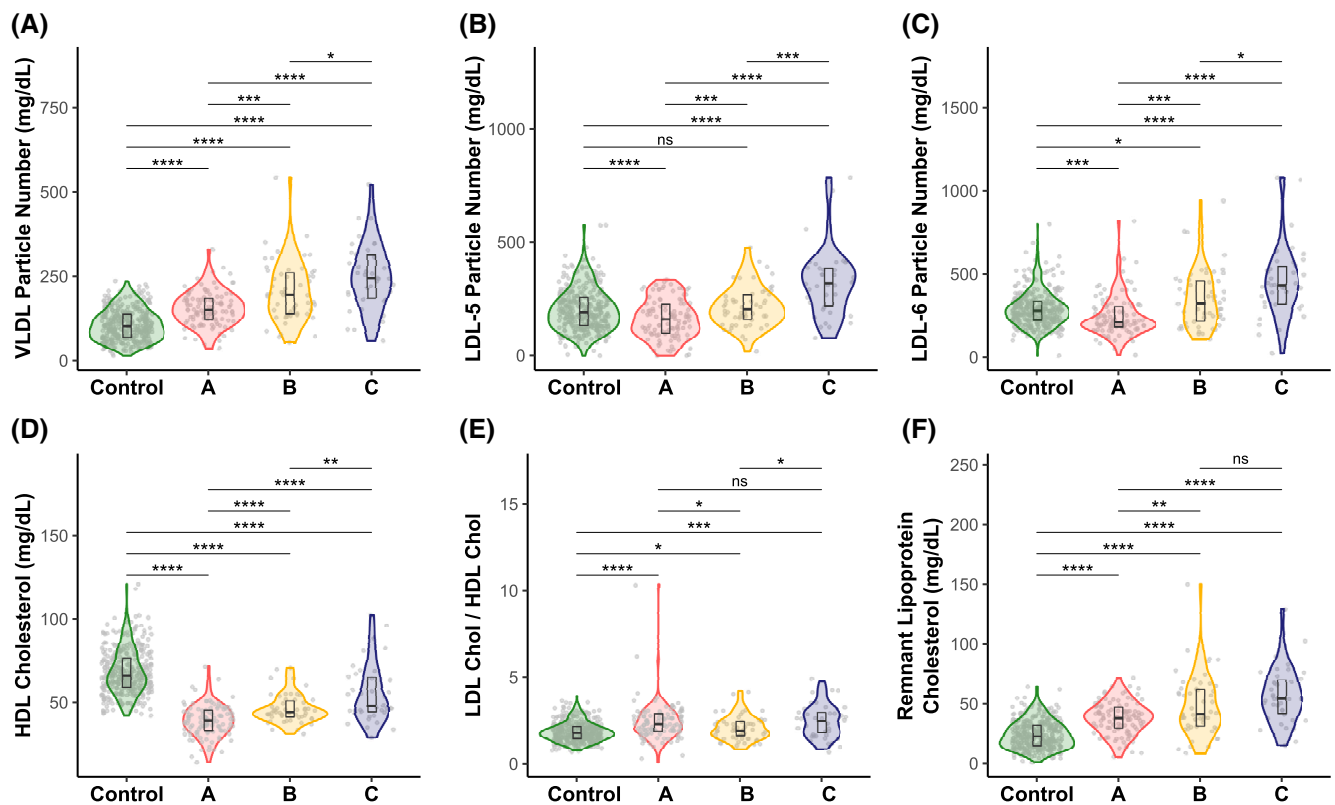 (A)
VLDL Particle Number (mg/dL)
750
500
250
0
*
****
***
****
****
****
Control A B C
(B)
LDL-5 Particle Number (mg/dL)
1000
500
0
***
****
***
****
ns
****
Control A B C
(C)
LDL-6 Particle Number (mg/dL)
1500
1000
500
0
*
****
***
****
*
***
Control A B C
(D)
HDL Cholesterol (mg/dL)
150
100
50
**
****
****
****
****
****
Control A B C
(E)
LDL Chol / HDL Chol
15
10
5
0
*
ns
*
***
*
****
Control A B C
(F)
Remnant Lipoprotein
Cholesterol (mg/dL)
250
200
150
100
50
0
ns
****
**
****
****
****
Control A B C